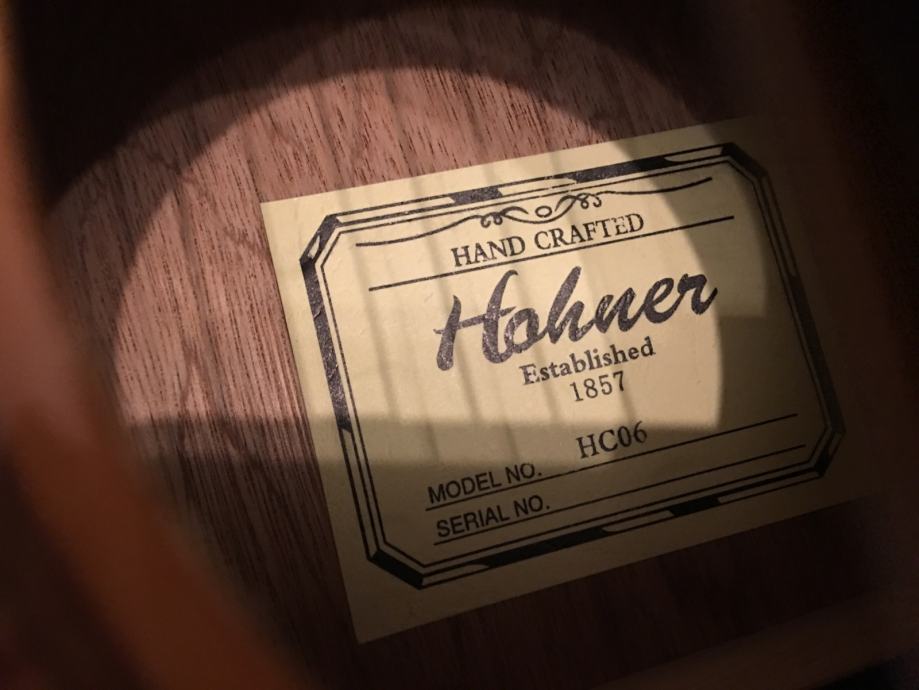 HAND CRAFTED
Hohner
Established
1857
MODEL NO. HC06
SERIAL NO.